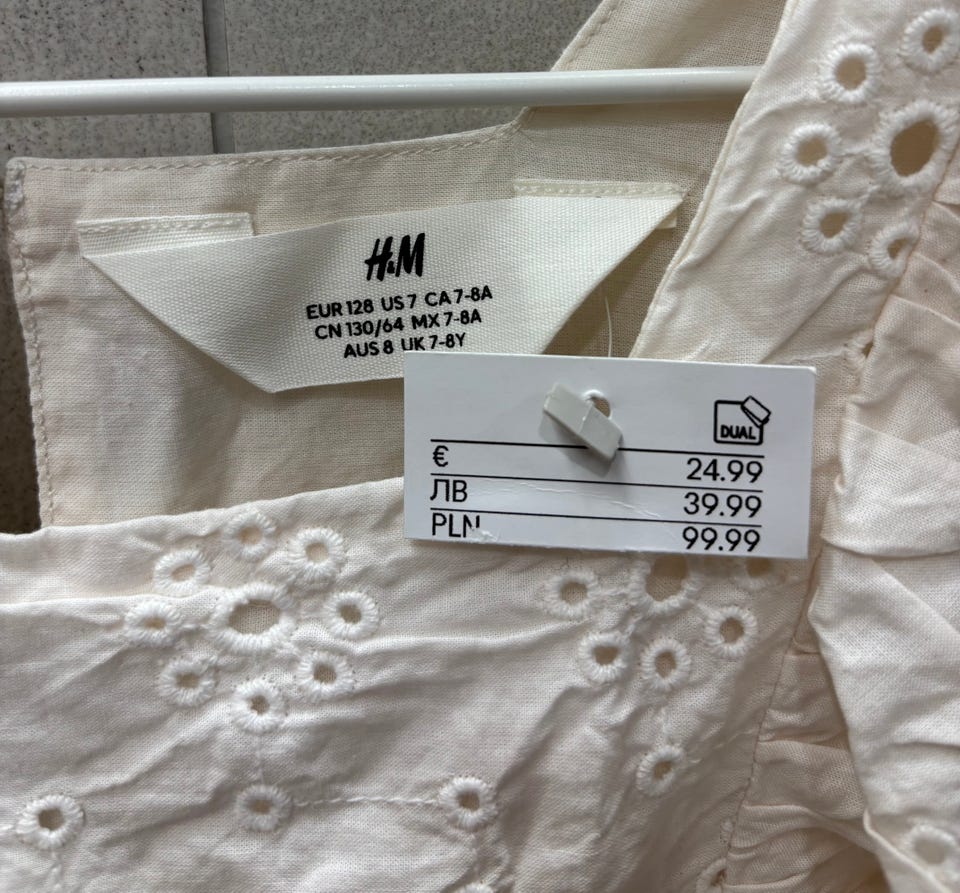 H&M
EUR 128 US 7 CA 7-8A
CN 130/64 MX 7-8A
AUS 8 UK 7-8Y
DUAL
€ 24.99
ЛВ 39.99
PLN 99.99